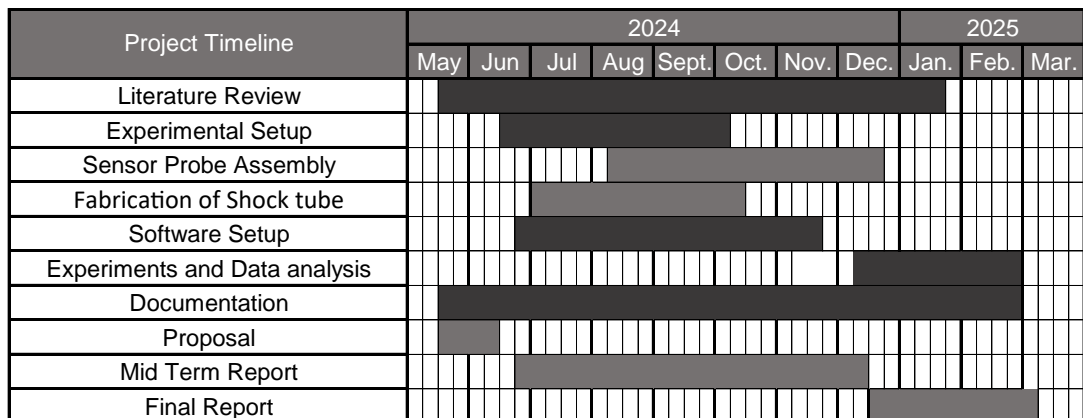 Project Timeline
2024 2025
May Jun Jul Aug Sept. Oct. Nov. Dec. Jan. Feb. Mar.
Literature Review
Experimental Setup
Sensor Probe Assembly
Fabrication of Shock tube
Software Setup
Experiments and Data analysis
Documentation
Proposal
Mid Term Report
Final Report